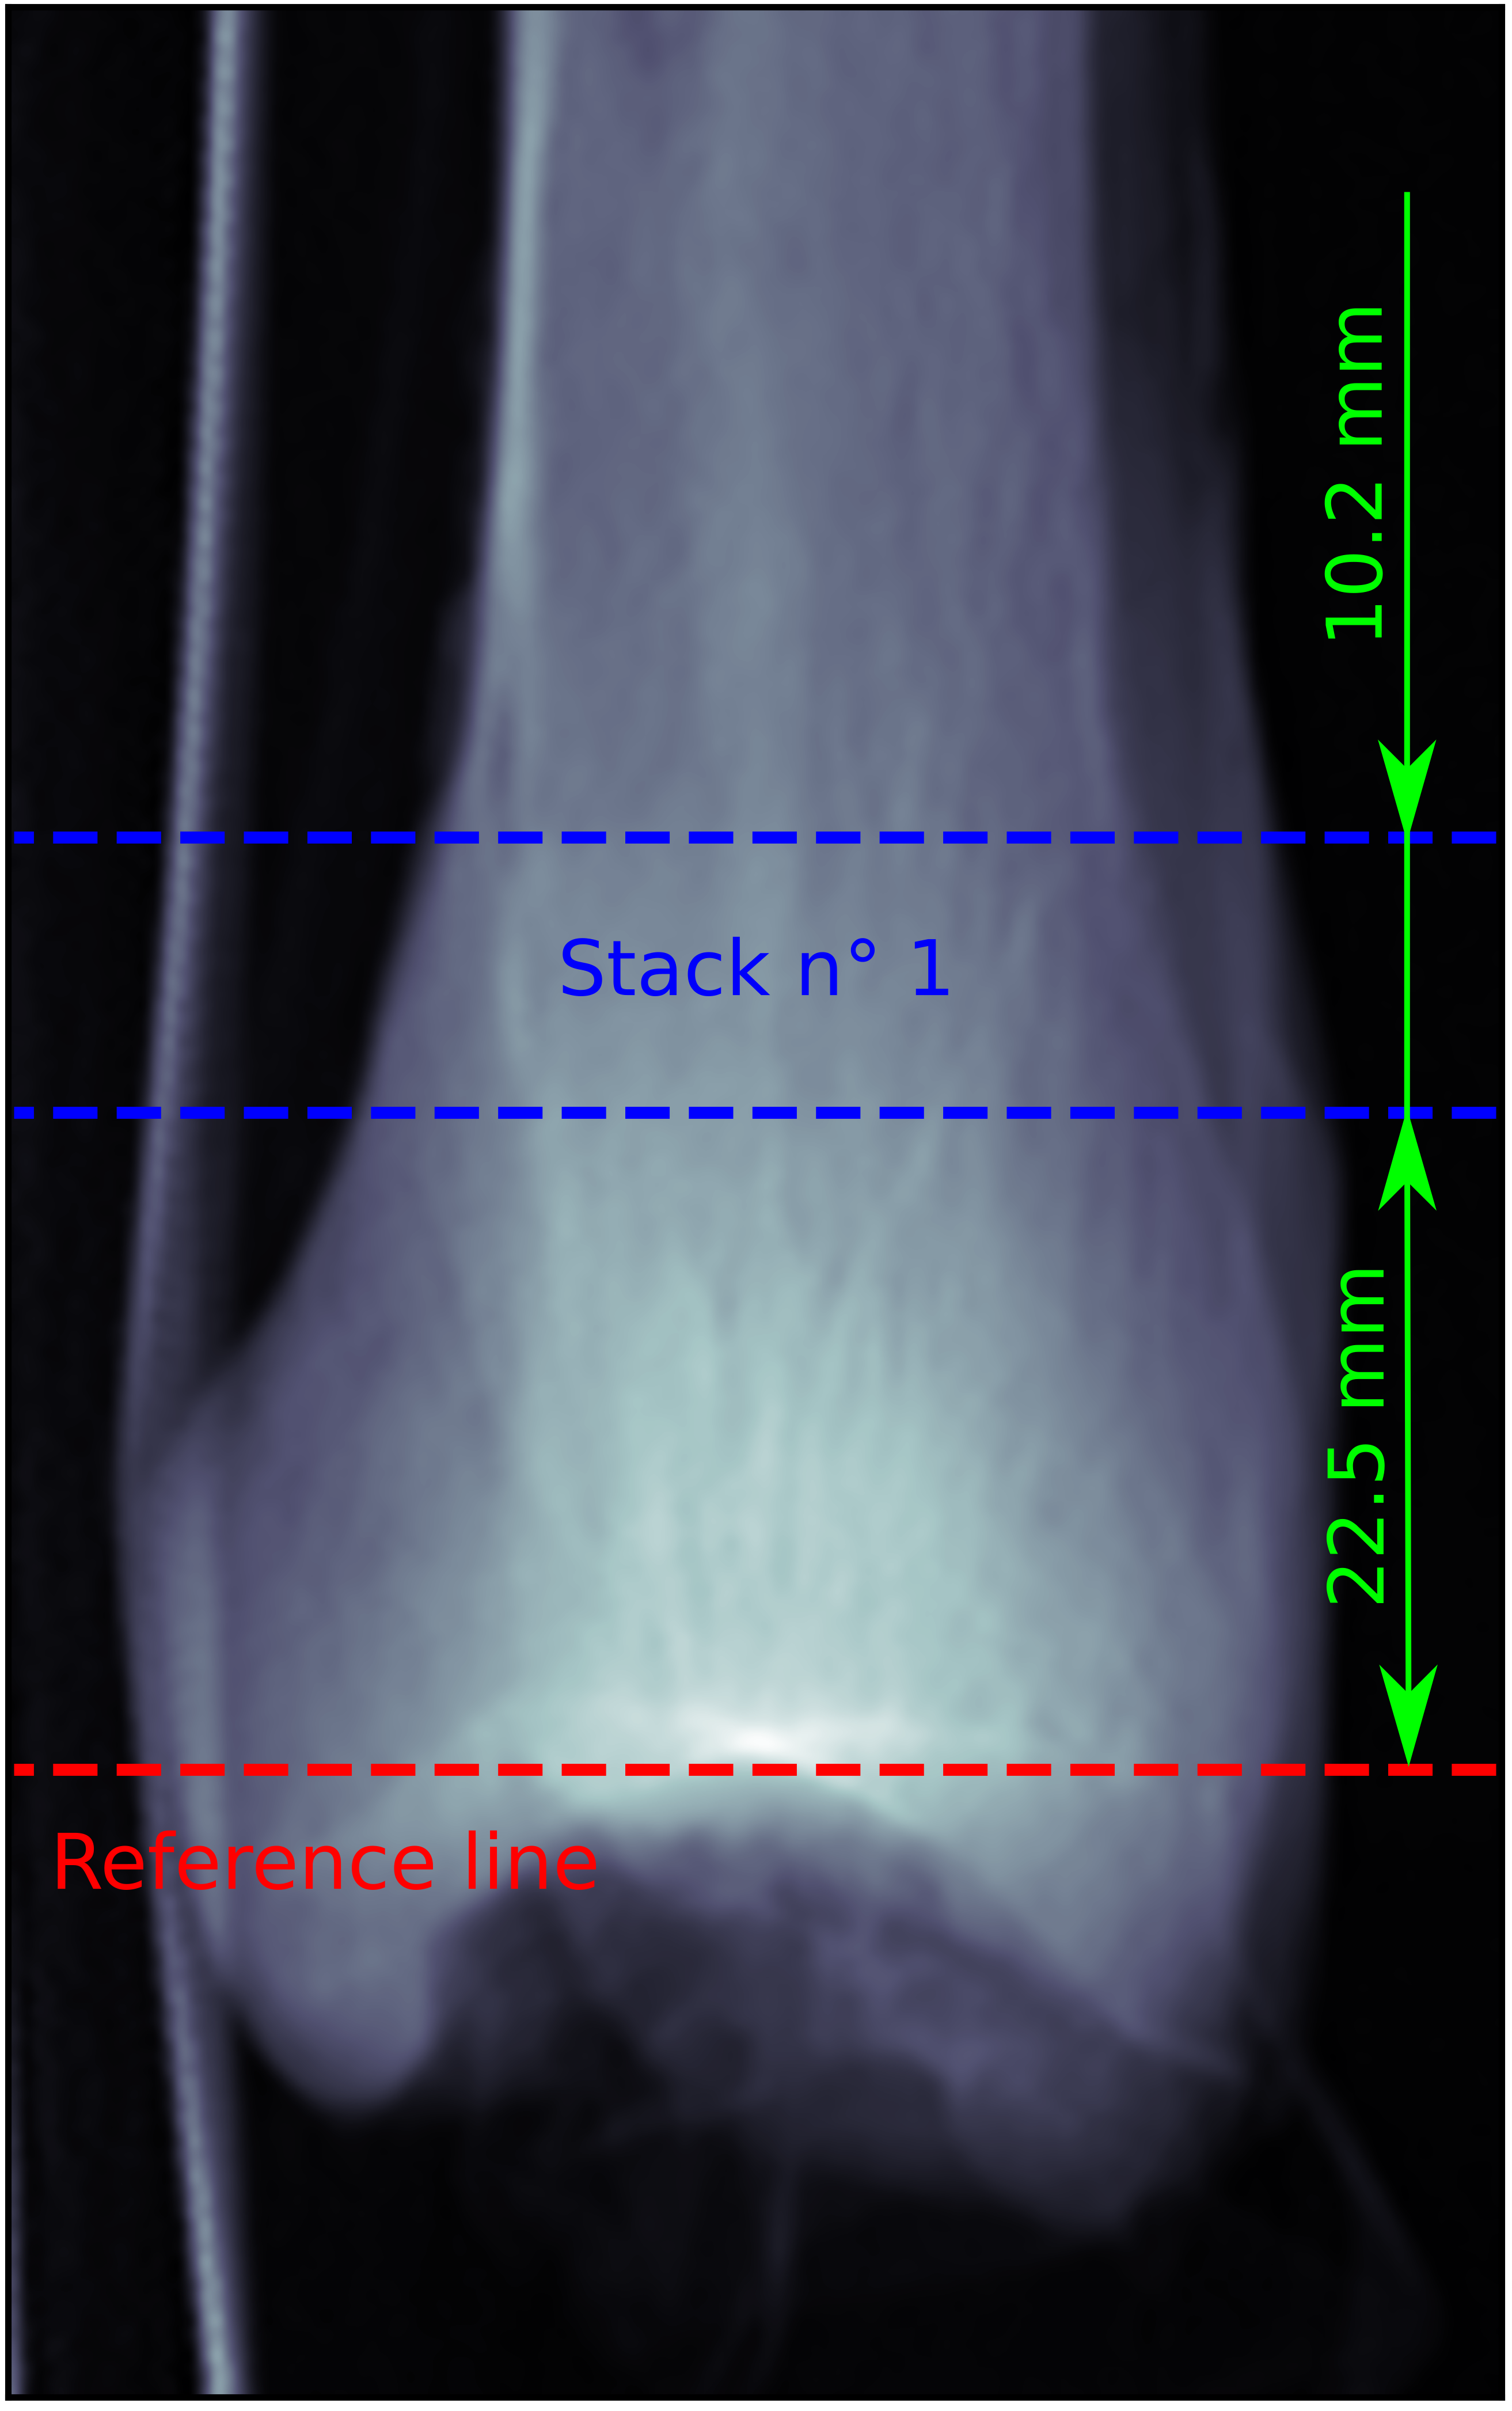 10.2 mm
Stack n° 1
22.5 mm
Reference line